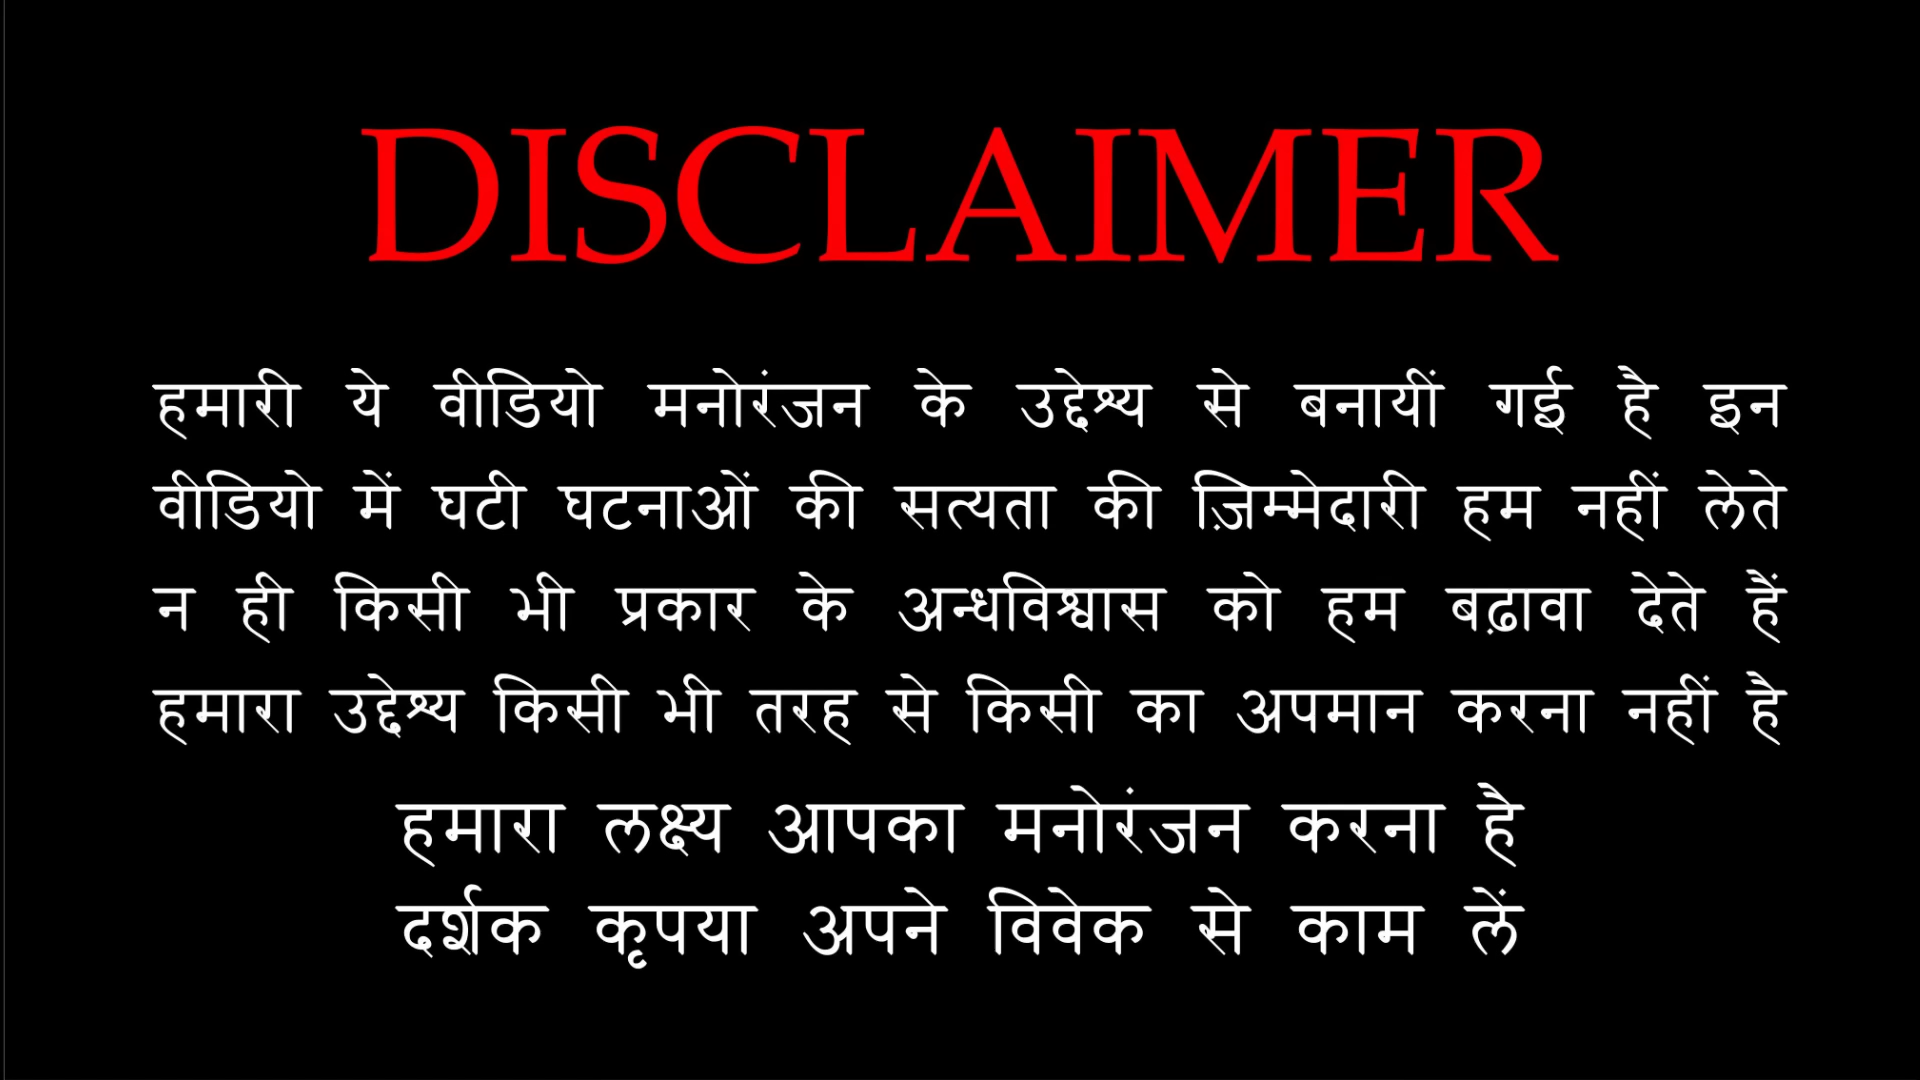 DISCLAIMER
हमारी ये वीडियो मनोरंजन के उद्देश्य से बनायीं गई है इन
वीडियो में घटी घटनाओं की सत्यता की ज़िम्मेदारी हम नहीं लेते
न ही किसी भी प्रकार के अन्धविश्वास को हम बढ़ावा देते हैं
हमारा उद्देश्य किसी भी तरह से किसी का अपमान करना नहीं है
हमारा लक्ष्य आपका मनोरंजन करना है
दर्शक कृपया अपने विवेक से काम लें